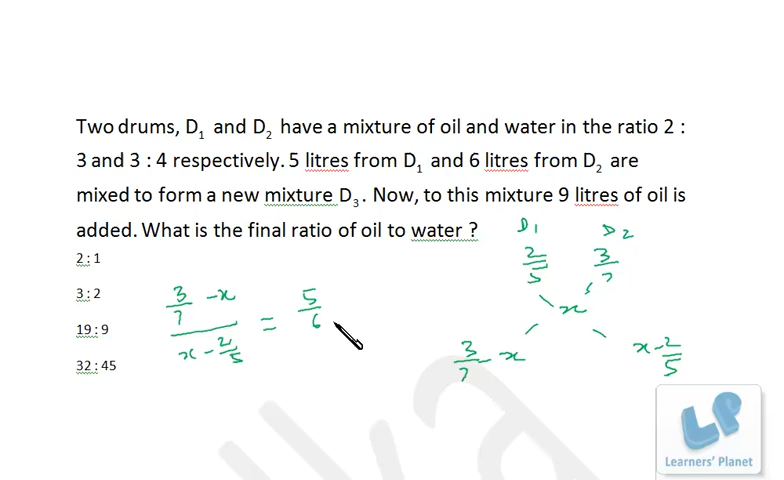 Two drums, D₁ and D₂ have a mixture of oil and water in the ratio 2 :
3 and 3 : 4 respectively. 5 litres from D₁ and 6 litres from D₂ are
mixed to form a new mixture D₃. Now, to this mixture 9 litres of oil is
added. What is the final ratio of oil to water ?
2 : 1
3 : 2
19 : 9
32 : 45
D1 D2
2/5 3/7
x
3/7 - x x - 2/5
(3/7 - x)/(x - 2/5) = 5/6
LP
Learners' Planet